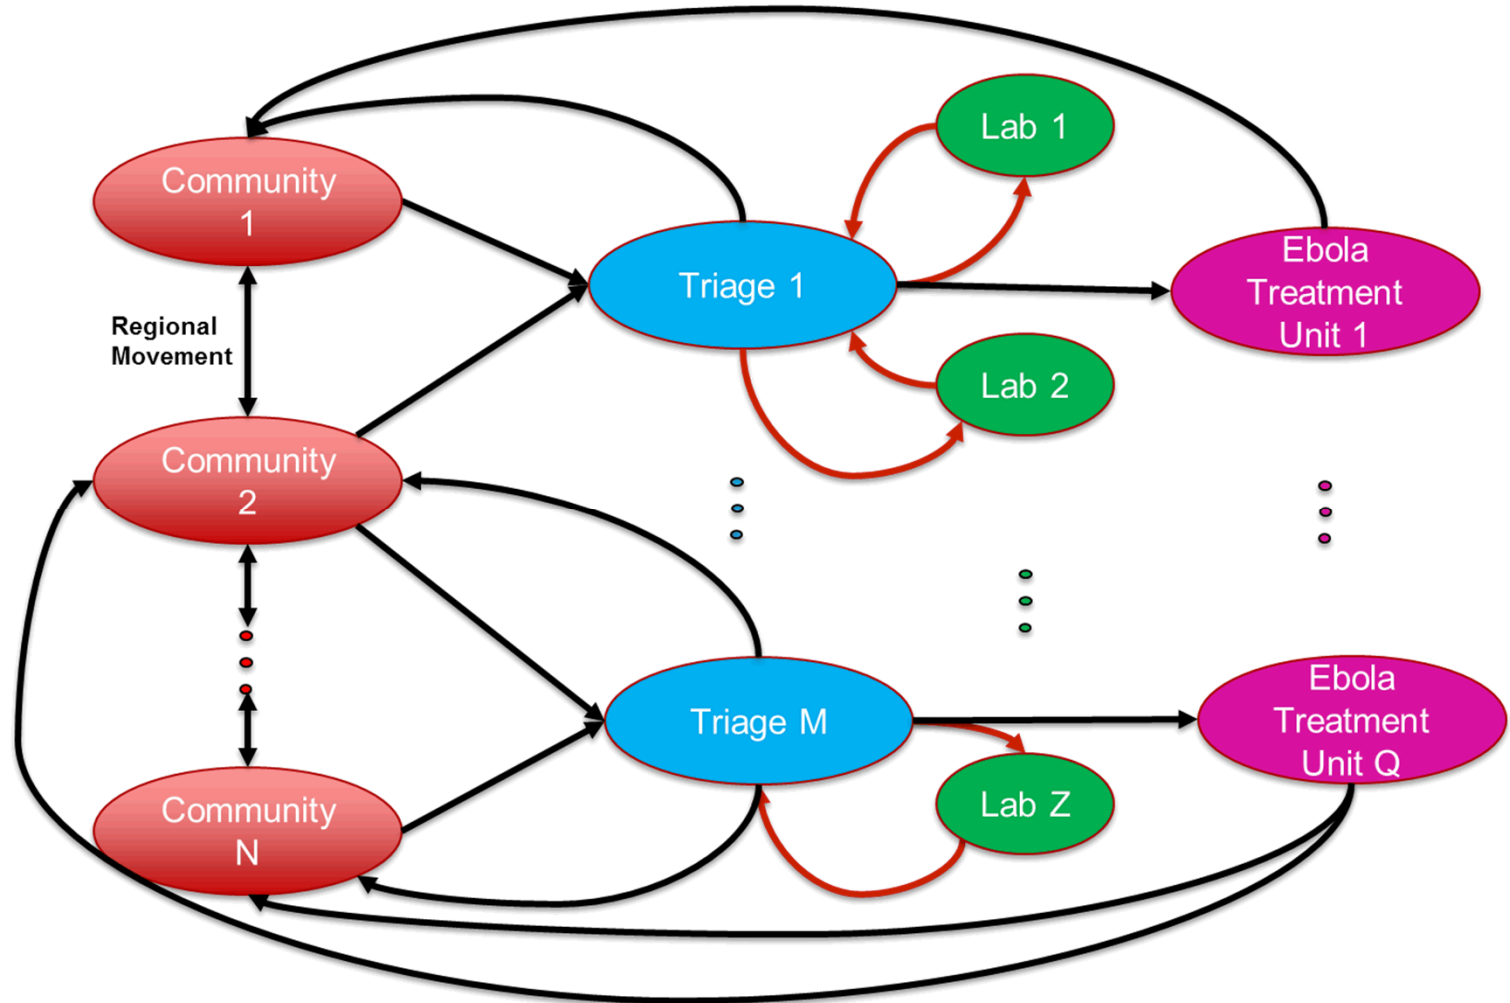 Community
1
Lab 1
Triage 1
Ebola
Treatment
Unit 1
Regional
Movement
Lab 2
Community
2
Ebola
Treatment
Unit Q
Triage M
Lab Z
Community
N